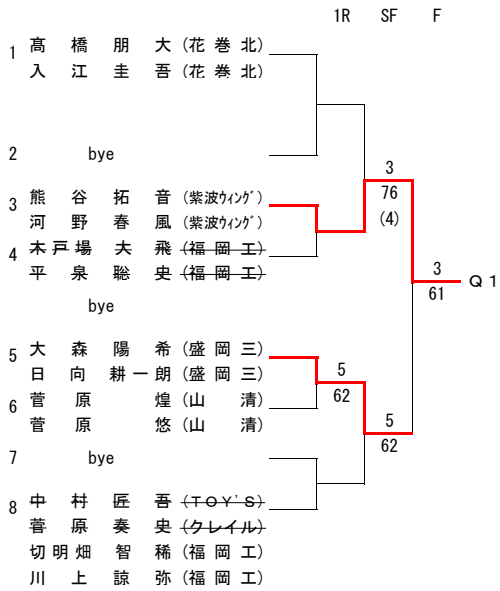 1R SF F
1 髙橋朋大(花巻北)
入江圭吾(花巻北)
2 bye
3
76
(4)
3 熊谷拓音(紫波ｳｨﾝｸﾞ)
河野春風(紫波ｳｨﾝｸﾞ)
4 木戸場大飛(福岡工)
平泉聡史(福岡工)
3
61
Q1
bye
5 大森陽希(盛岡三)
日向耕一朗(盛岡三)
5
62
6 菅原煌(山清)
菅原悠(山清)
5
62
7 bye
8 中村匠吾(TOY'S)
菅原奏史(クレイル)
切明畑智稀(福岡工)
川上諒弥(福岡工)